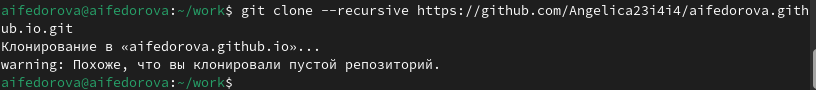 aifedorova@aifedorova:~/work$ git clone --recursive https://github.com/Angelica23i4i4/aifedorova.gith
ub.io.git
Клонирование в «aifedorova.github.io»...
warning: Похоже, что вы клонировали пустой репозиторий.
aifedorova@aifedorova:~/work$